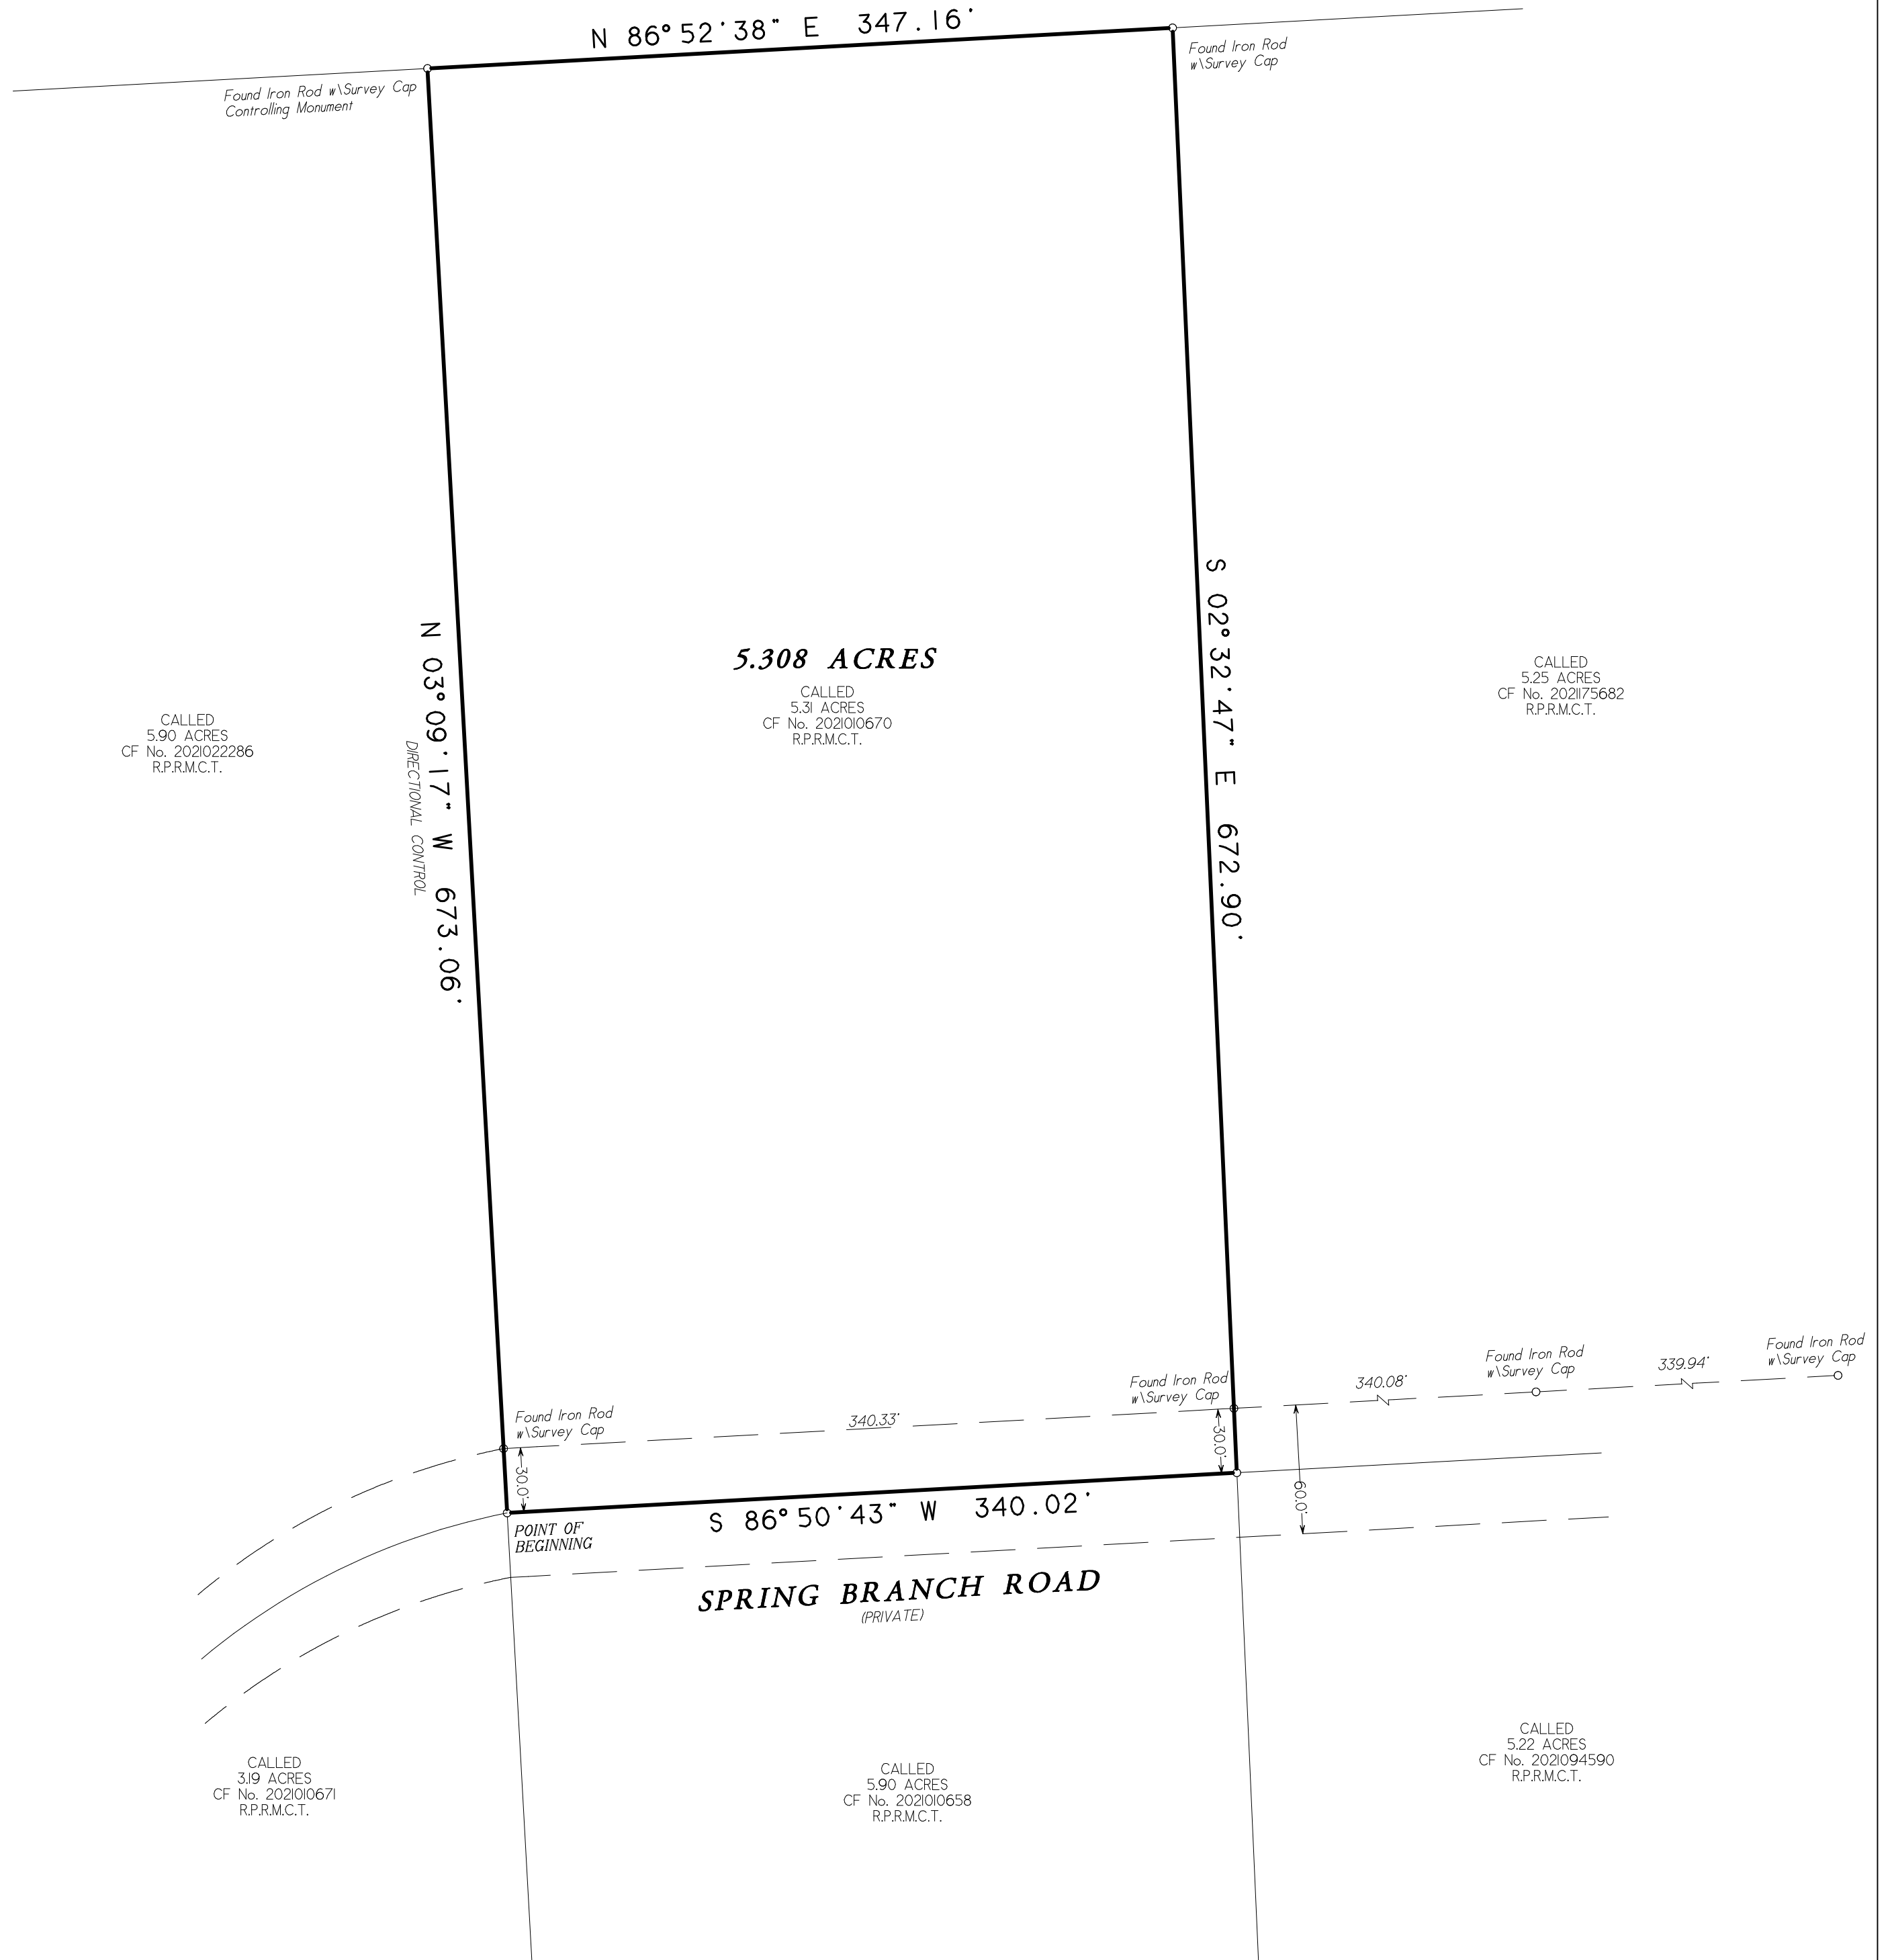 N 86°52'38" E 347.16'
Found Iron Rod
w\Survey Cap
Found Iron Rod w\Survey Cap
Controlling Monument
N 03°09'17" W 673.06'
DIRECTIONAL CONTROL
S 02°32'47" E 672.90'
5.308 ACRES
CALLED
5.31 ACRES
CF No. 2021010670
R.P.R.M.C.T.
CALLED
5.25 ACRES
CF No. 2021175682
R.P.R.M.C.T.
CALLED
5.90 ACRES
CF No. 2021022286
R.P.R.M.C.T.
Found Iron Rod
w\Survey Cap
340.33'
Found Iron Rod
w\Survey Cap
340.08'
Found Iron Rod
w\Survey Cap
339.94'
Found Iron Rod
w\Survey Cap
30.0'
30.0'
60.0'
POINT OF
BEGINNING
S 86°50'43" W 340.02'
SPRING BRANCH ROAD
(PRIVATE)
CALLED
3.19 ACRES
CF No. 2021010671
R.P.R.M.C.T.
CALLED
5.90 ACRES
CF No. 2021010658
R.P.R.M.C.T.
CALLED
5.22 ACRES
CF No. 2021094590
R.P.R.M.C.T.